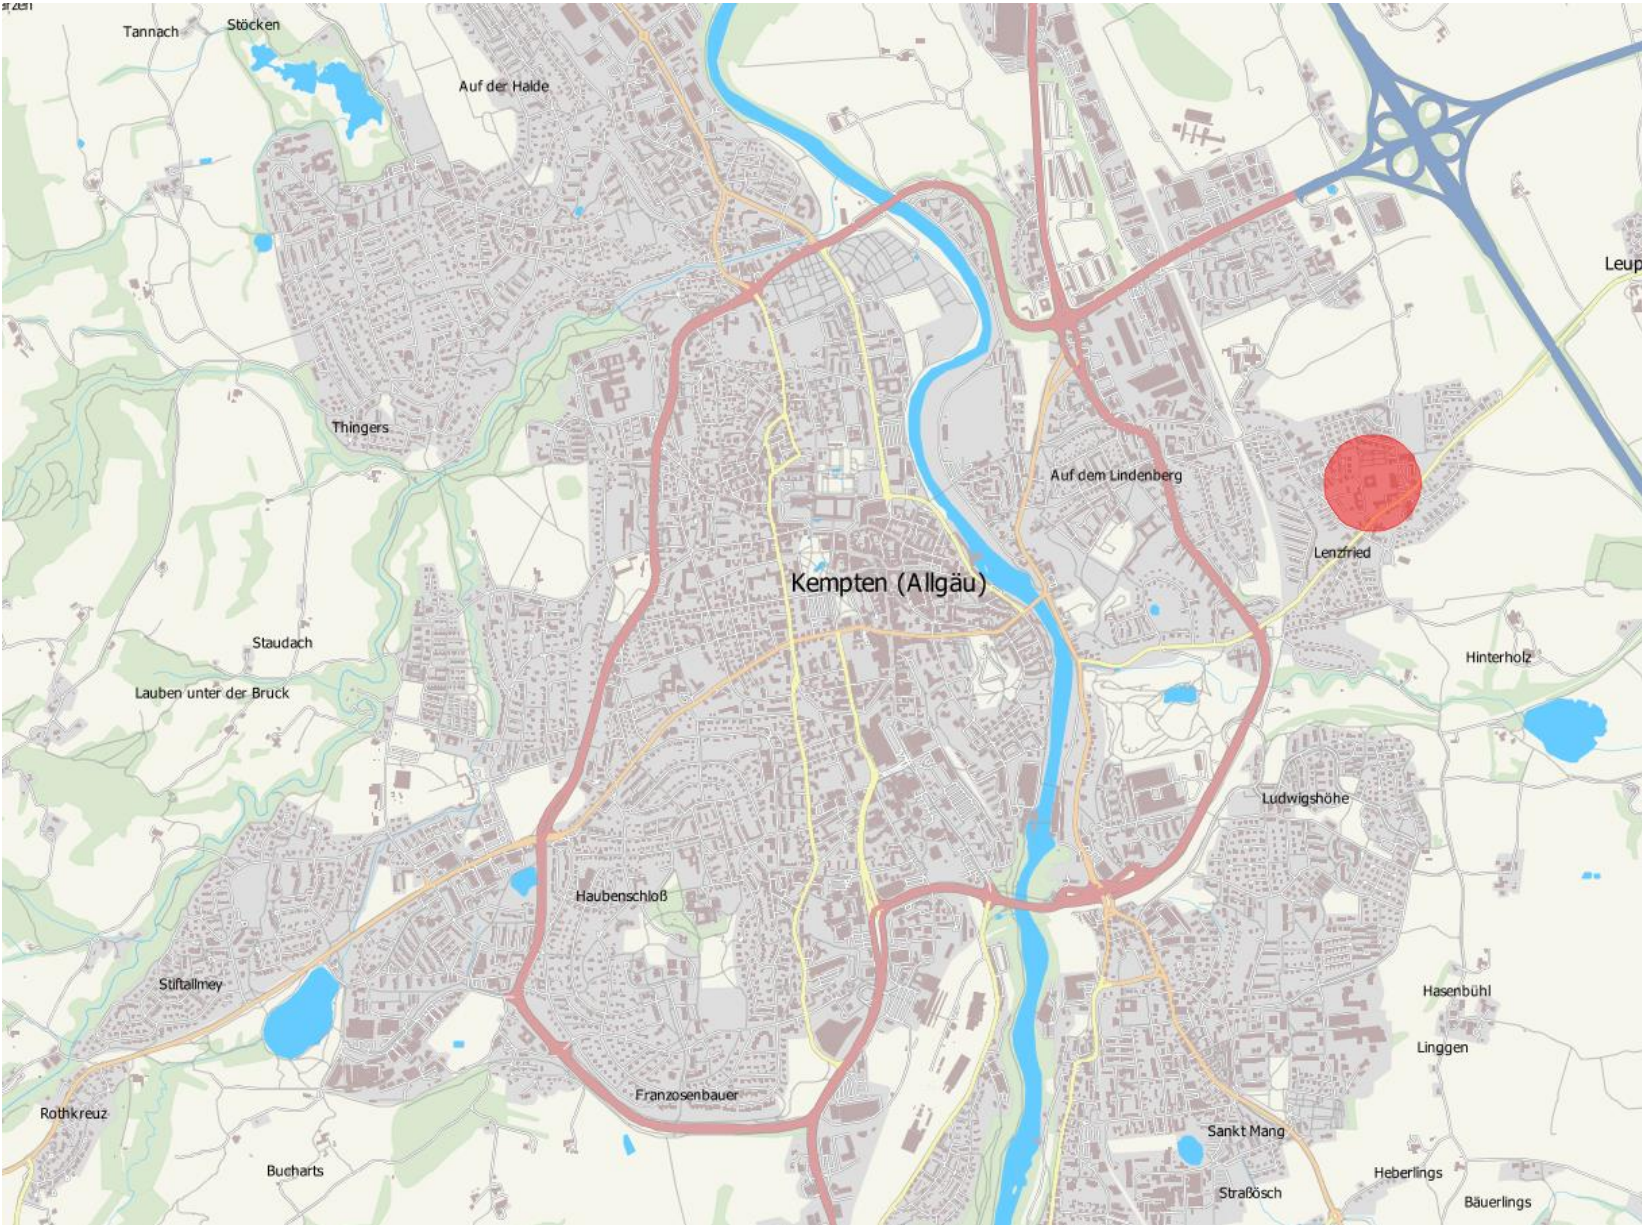 Stöcken
Tannach
Auf der Halde
Leup
Thingers
Auf dem Lindenberg
Lenzfried
Kempten (Allgäu)
Staudach
Hinterholz
Lauben unter der Bruck
Ludwigshöhe
Haubenschloß
Stiftallmey
Hasenbühl
Linggen
Franzosenbauer
Rothkreuz
Sankt Mang
Bucharts
Heberlings
Straßösch
Bäuerlings